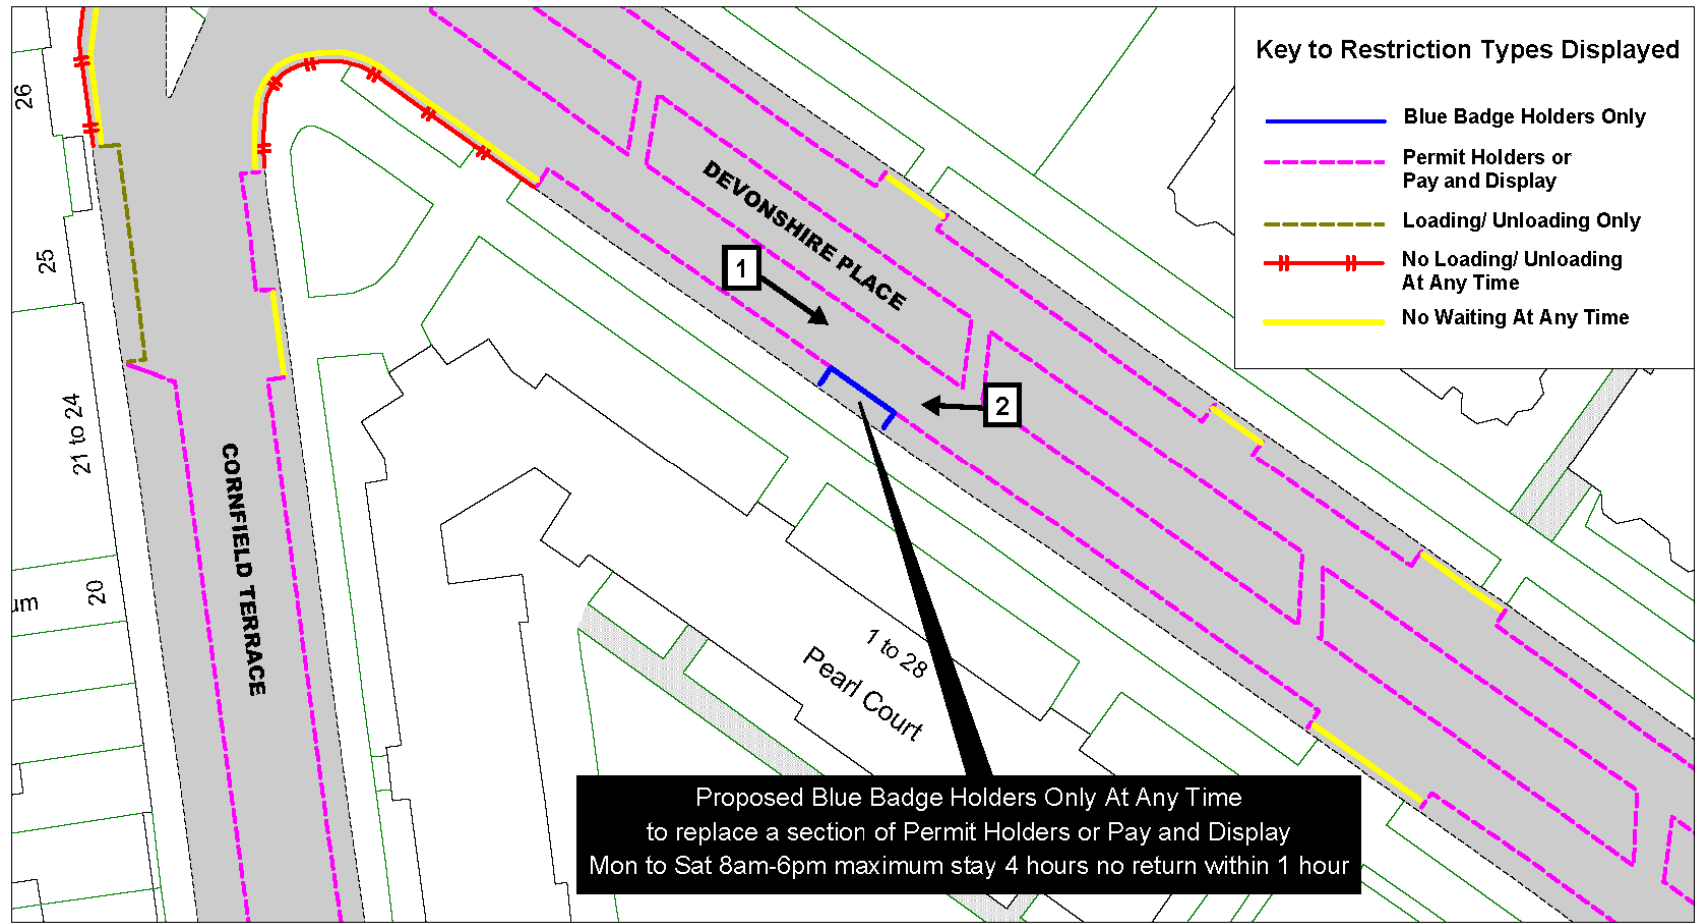 Key to Restriction Types Displayed
Blue Badge Holders Only
Permit Holders or
Pay and Display
Loading/ Unloading Only
No Loading/ Unloading
At Any Time
No Waiting At Any Time
26
25
21 to 24
20
um
CORNFIELD TERRACE
DEVONSHIRE PLACE
1
2
1 to 28
Pearl Court
Proposed Blue Badge Holders Only At Any Time
to replace a section of Permit Holders or Pay and Display
Mon to Sat 8am-6pm maximum stay 4 hours no return within 1 hour